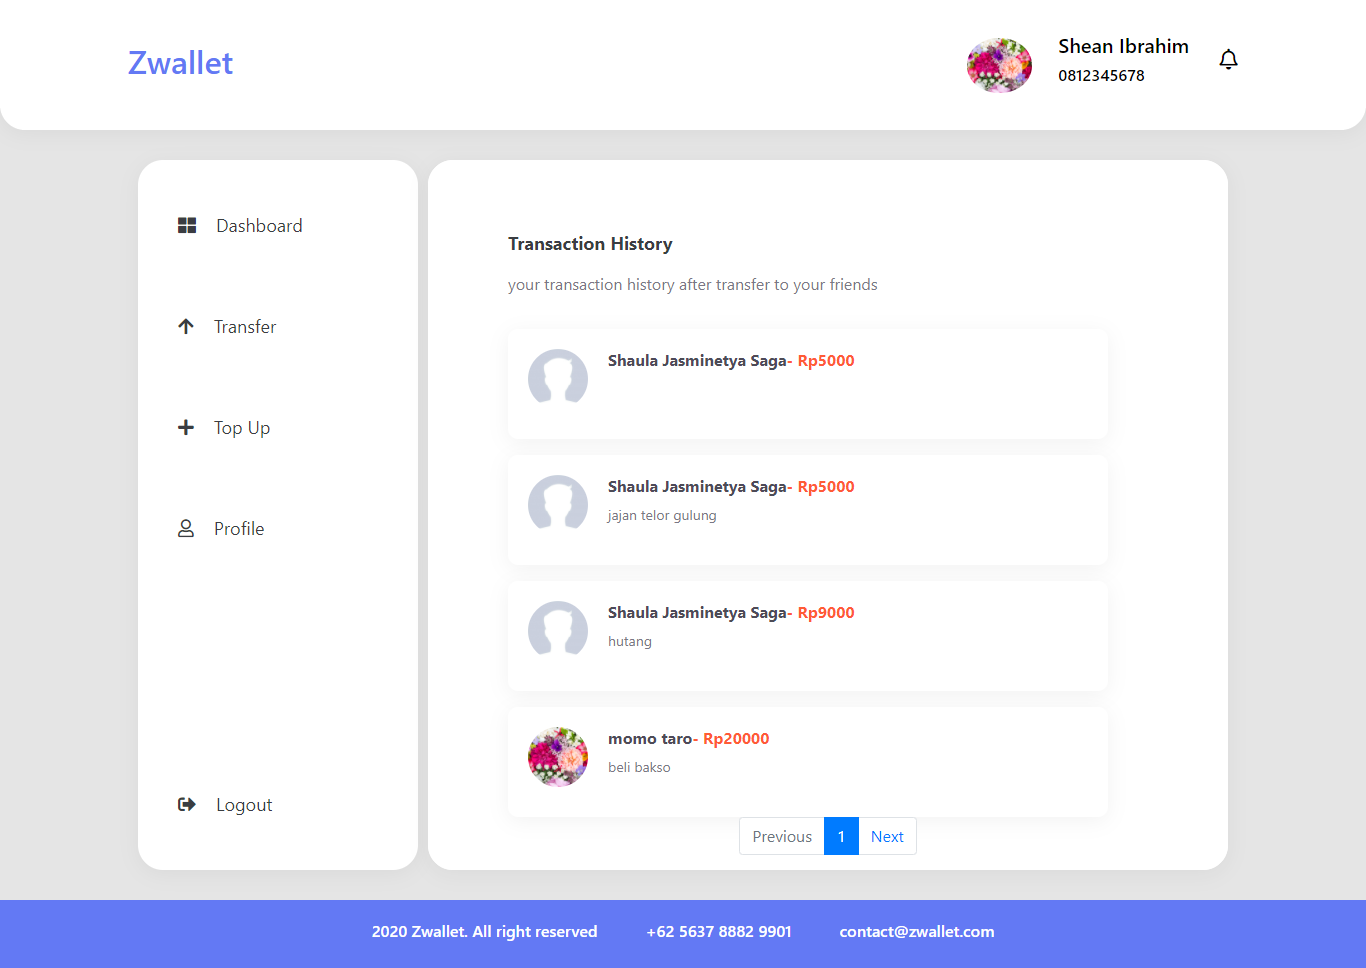 Zwallet
Shean Ibrahim
0812345678
Dashboard
Transfer
Top Up
Profile
Logout
Transaction History
your transaction history after transfer to your friends
Shaula Jasminetya Saga- Rp5000
Shaula Jasminetya Saga- Rp5000
jajan telor gulung
Shaula Jasminetya Saga- Rp9000
hutang
momo taro- Rp20000
beli bakso
Previous 1 Next
2020 Zwallet. All right reserved +62 5637 8882 9901 contact@zwallet.com